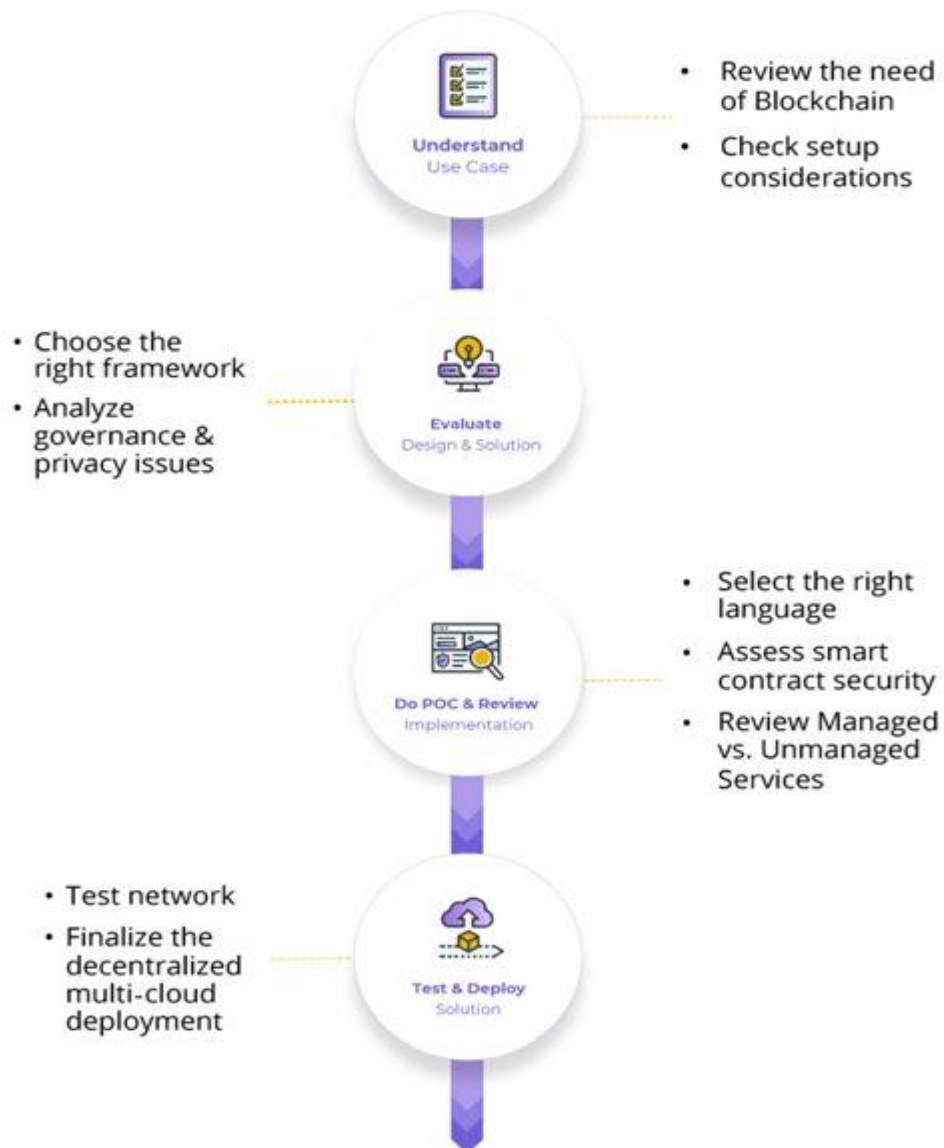 Understand
Use Case
• Review the need
of Blockchain
• Check setup
considerations
• Choose the
right framework
• Analyze
governance &
privacy issues
Evaluate
Design & Solution
Do POC & Review
Implementation
• Select the right
language
• Assess smart
contract security
• Review Managed
vs. Unmanaged
Services
• Test network
• Finalize the
decentralized
multi-cloud
deployment
Test & Deploy
Solution